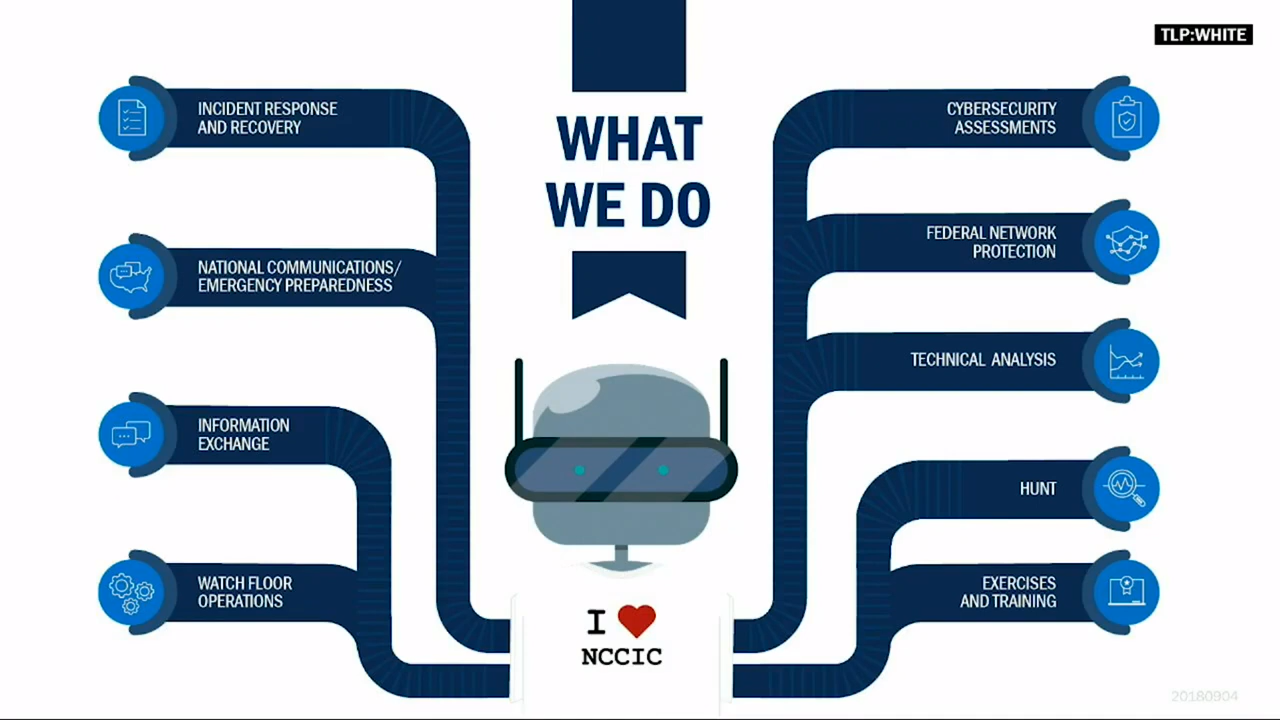 TLP:WHITE
WHAT
WE DO
INCIDENT RESPONSE
AND RECOVERY
NATIONAL COMMUNICATIONS/
EMERGENCY PREPAREDNESS
INFORMATION
EXCHANGE
WATCH FLOOR
OPERATIONS
CYBERSECURITY
ASSESSMENTS
FEDERAL NETWORK
PROTECTION
TECHNICAL ANALYSIS
HUNT
EXERCISES
AND TRAINING
I ❤
NCCIC
20180904